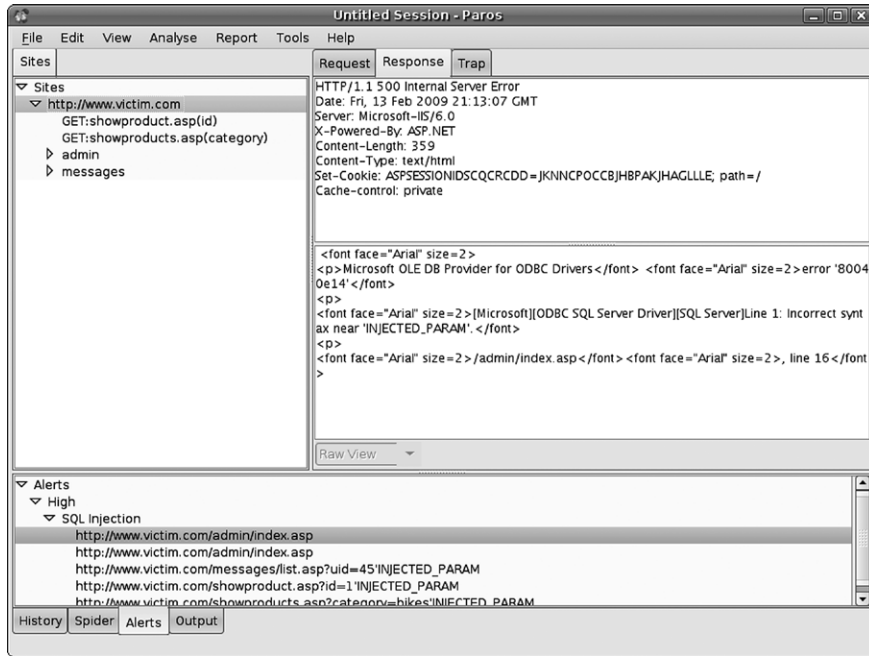 Untitled Session - Paros
File Edit View Analyse Report Tools Help
Sites
Request Response Trap
Sites
http://www.victim.com
GET:showproduct.asp(id)
GET:showproducts.asp(category)
admin
messages
HTTP/1.1 500 Internal Server Error
Date: Fri, 13 Feb 2009 21:13:07 GMT
Server: Microsoft-IIS/6.0
X-Powered-By: ASP.NET
Content-Length: 359
Content-Type: text/html
Set-Cookie: ASPSESSIONIDSCQCRCDD=JKNNCPOCCBJHBPAKJHAGLLLE; path=/
Cache-control: private
<font face="Arial" size=2>
<p>Microsoft OLE DB Provider for ODBC Drivers</font> <font face="Arial" size=2>error '8004
0e14'</font>
<p>
<font face="Arial" size=2>[Microsoft][ODBC SQL Server Driver][SQL Server]Line 1: Incorrect synt
ax near 'INJECTED_PARAM'.</font>
<p>
<font face="Arial" size=2>/admin/index.asp</font><font face="Arial" size=2>, line 16</font
>
Raw View
Alerts
High
SQL Injection
http://www.victim.com/admin/index.asp
http://www.victim.com/admin/index.asp
http://www.victim.com/messages/list.asp?uid=45'INJECTED_PARAM
http://www.victim.com/showproduct.asp?id=1'INJECTED_PARAM
http://www.victim.com/showproducts.asp?category=bikes'INJECTED_PARAM
History Spider Alerts Output